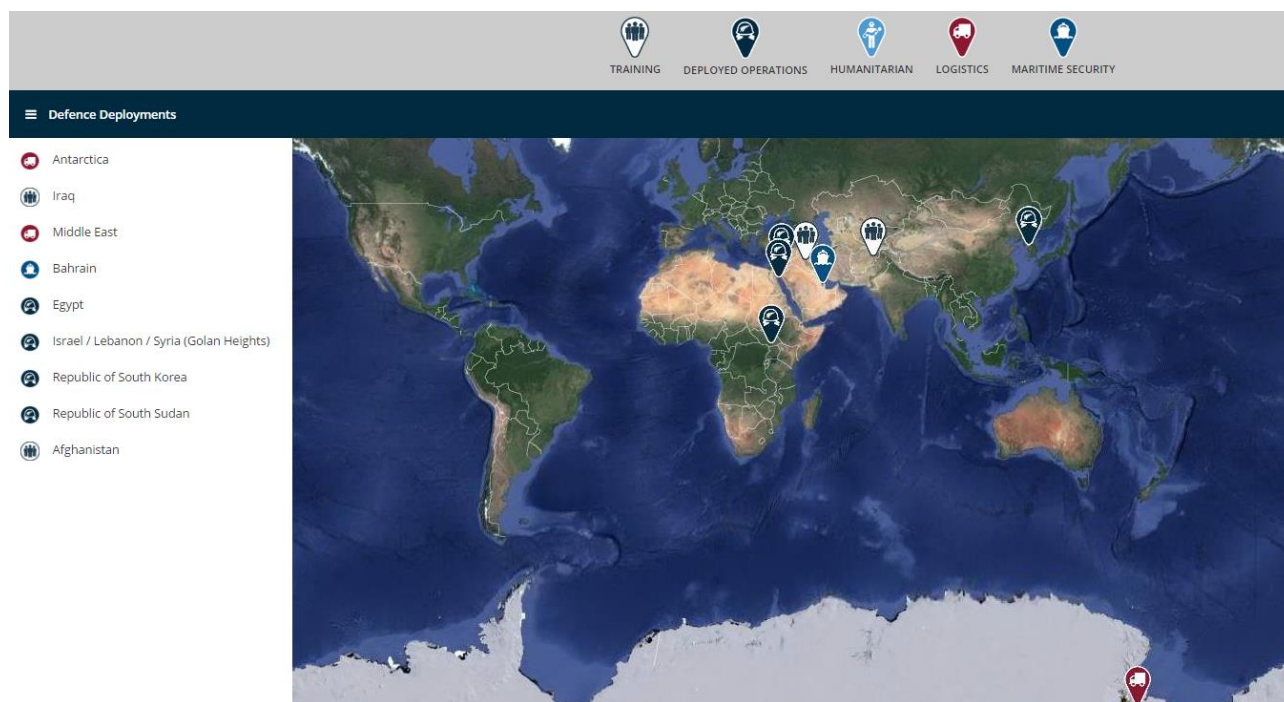 TRAINING
DEPLOYED OPERATIONS
HUMANITARIAN
LOGISTICS
MARITIME SECURITY
Defence Deployments
Antarctica
Iraq
Middle East
Bahrain
Egypt
Israel / Lebanon / Syria (Golan Heights)
Republic of South Korea
Republic of South Sudan
Afghanistan